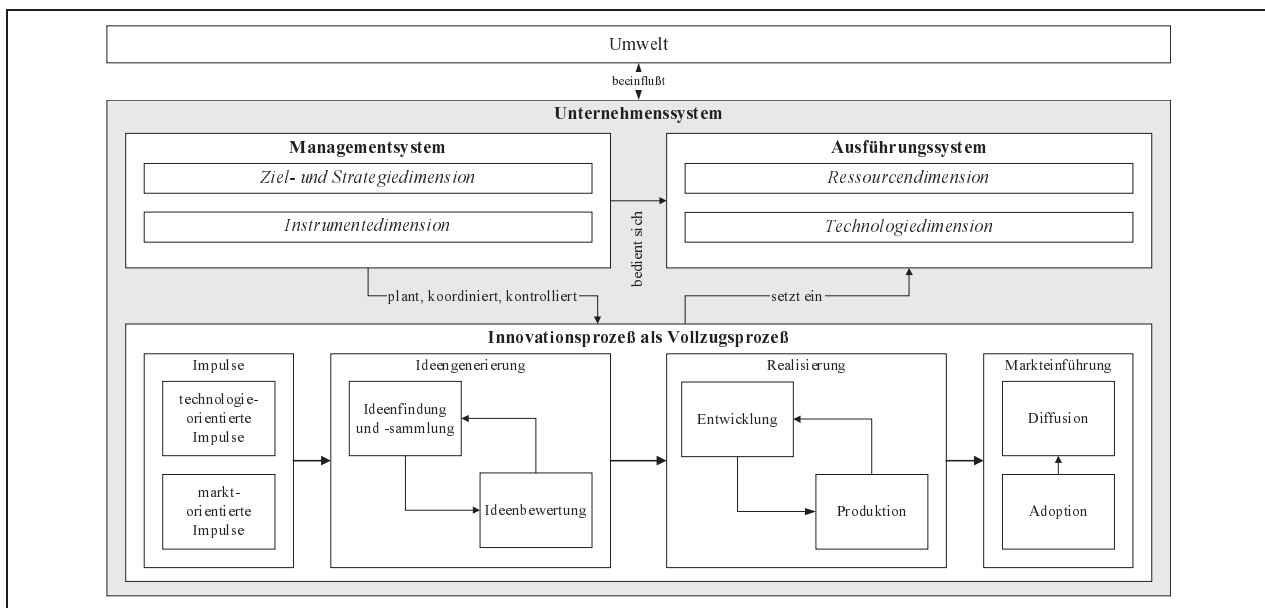 Umwelt
beeinflußt
Unternehmenssystem
Managementsystem
Ziel- und Strategiedimension
Instrumentedimension
bedient sich
Ausführungssystem
Ressourcendimension
Technologiedimension
plant, koordiniert, kontrolliert
setzt ein
Innovationsprozeß als Vollzugsprozeß
Impulse
technologie-
orientierte
Impulse
markt-
orientierte
Impulse
Ideengenerierung
Ideenfindung
und -sammlung
Ideenbewertung
Realisierung
Entwicklung
Produktion
Markteinführung
Diffusion
Adoption